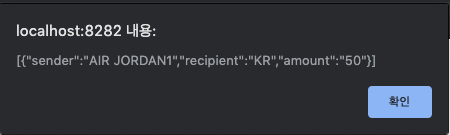 localhost:8282 내용:
[{"sender":"AIR JORDAN1","recipient":"KR","amount":"50"}]
확인